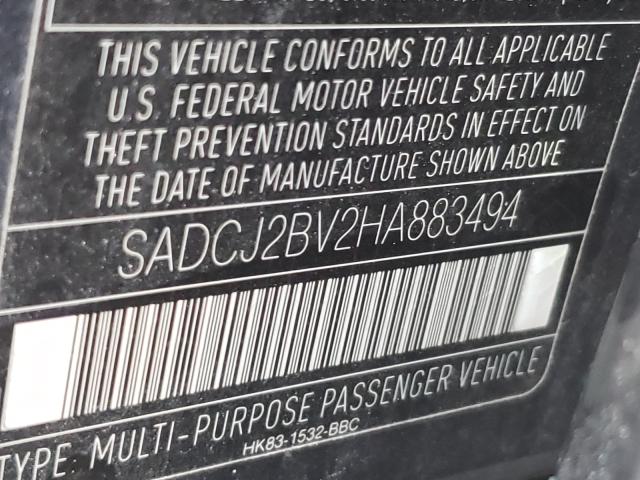 THIS VEHICLE CONFORMS TO ALL APPLICABLE
U.S. FEDERAL MOTOR VEHICLE SAFETY AND
THEFT PREVENTION STANDARDS IN EFFECT ON
THE DATE OF MANUFACTURE SHOWN ABOVE
SADCJ2BV2HA883494
TYPE: MULTI-PURPOSE PASSENGER VEHICLE
HK83-1532-BBC